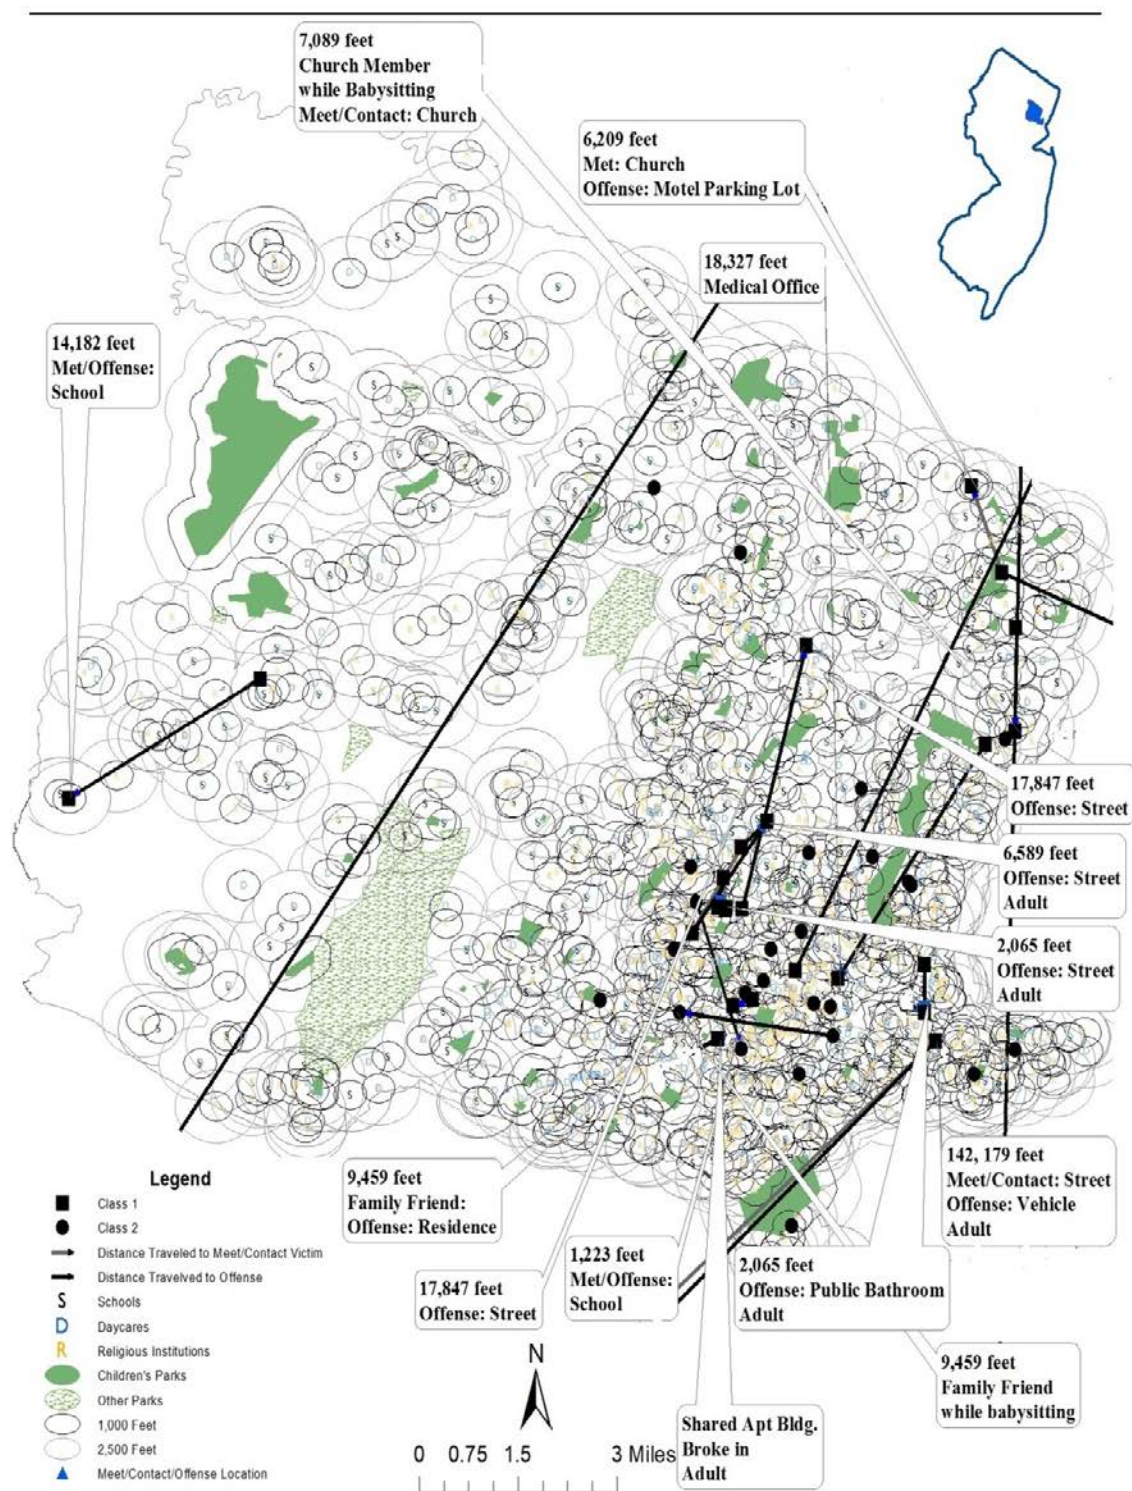 7,089 feet
Church Member
while Babysitting
Meet/Contact: Church
6,209 feet
Met: Church
Offense: Motel Parking Lot
18,327 feet
Medical Office
14,182 feet
Met/Offense:
School
17,847 feet
Offense: Street
6,589 feet
Offense: Street
Adult
2,065 feet
Offense: Street
Adult
142, 179 feet
Meet/Contact: Street
Offense: Vehicle
Adult
9,459 feet
Family Friend:
Offense: Residence
17,847 feet
Offense: Street
1,223 feet
Met/Offense:
School
2,065 feet
Offense: Public Bathroom
Adult
9,459 feet
Family Friend
while babysitting
Shared Apt Bldg.
Broke in
Adult
Legend
Class 1
Class 2
Distance Traveled to Meet/Contact Victim
Distance Travelved to Offense
S Schools
D Daycares
R Religious Institutions
Children's Parks
Other Parks
1,000 Feet
2,500 Feet
Meet/Contact/Offense Location
N
0 0.75 1.5 3 Miles